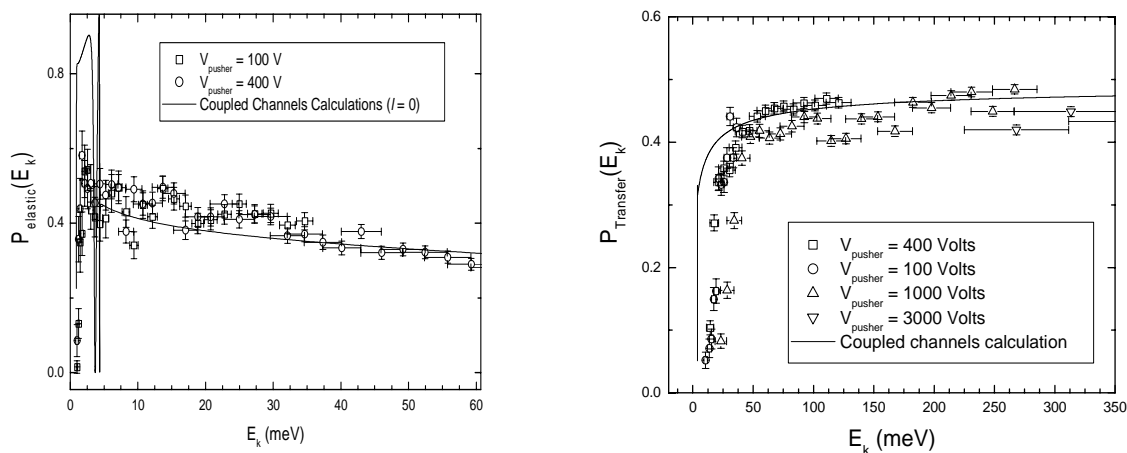 V_pusher = 100 V
V_pusher = 400 V
Coupled Channels Calculations (l = 0)
P_elastic(E_k)
0.8
0.4
0.0
0 10 20 30 40 50 60
E_k (meV)
P_Transfer(E_k)
0.6
0.4
0.2
0.0
V_pusher = 400 Volts
V_pusher = 100 Volts
V_pusher = 1000 Volts
V_pusher = 3000 Volts
Coupled channels calculation
0 50 100 150 200 250 300 350
E_k (meV)